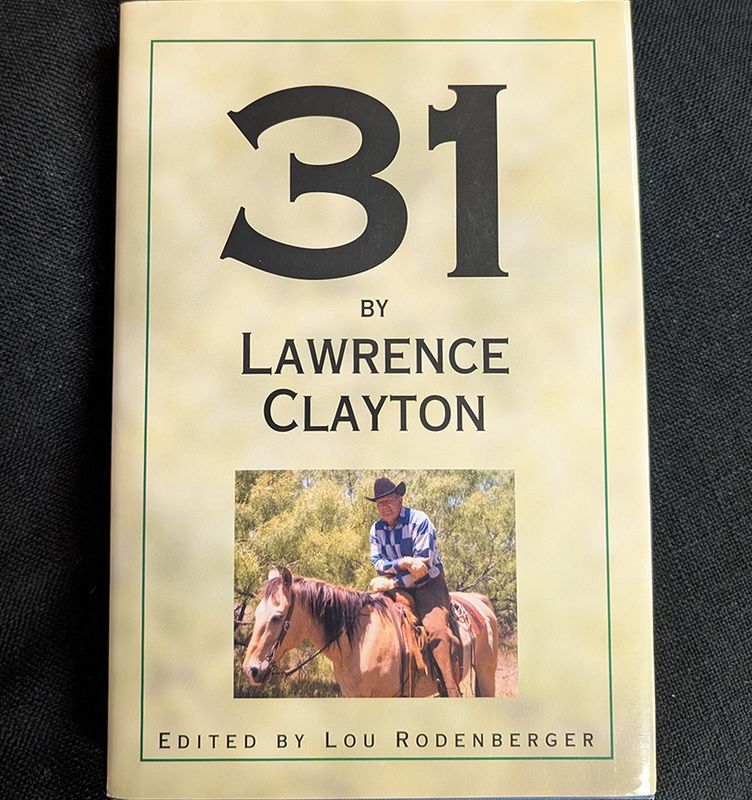 31
BY
LAWRENCE
CLAYTON
EDITED BY LOU RODENBERGER